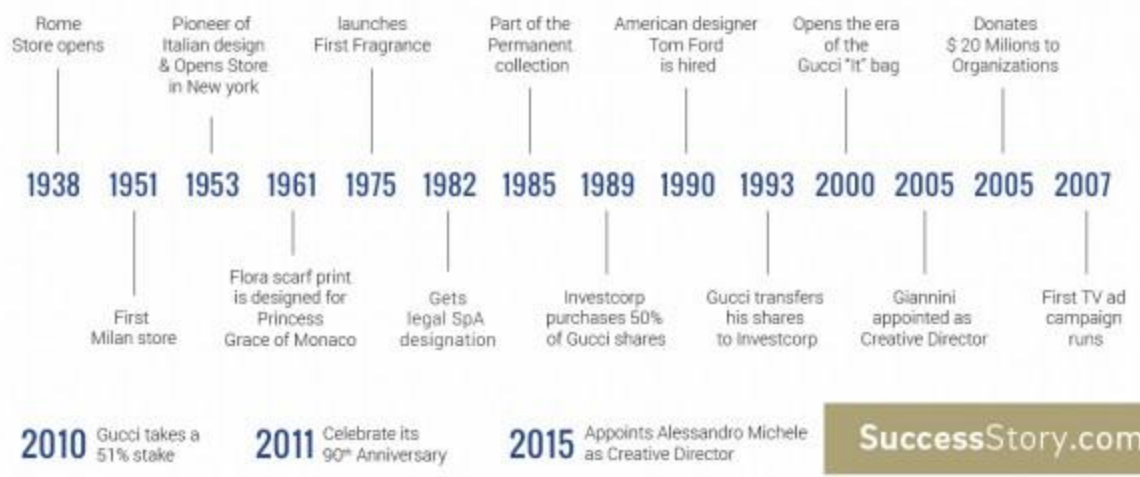 Rome
Store opens
Pioneer of
Italian design
& Opens Store
in New york
launches
First Fragrance
Part of the
Permanent
collection
American designer
Tom Ford
is hired
Opens the era
of the
Gucci "It" bag
Donates
$ 20 Milions to
Organizations
1938 1951 1953 1961 1975 1982 1985 1989 1990 1993 2000 2005 2005 2007
First
Milan store
Flora scarf print
is designed for
Princess
Grace of Monaco
Gets
legal SpA
designation
Investcorp
purchases 50%
of Gucci shares
Gucci transfers
his shares
to Investcorp
Giannini
appointed as
Creative Director
First TV ad
campaign
runs
2010 Gucci takes a
51% stake
2011 Celebrate its
90th Anniversary
2015 Appoints Alessandro Michele
as Creative Director
SuccessStory.com